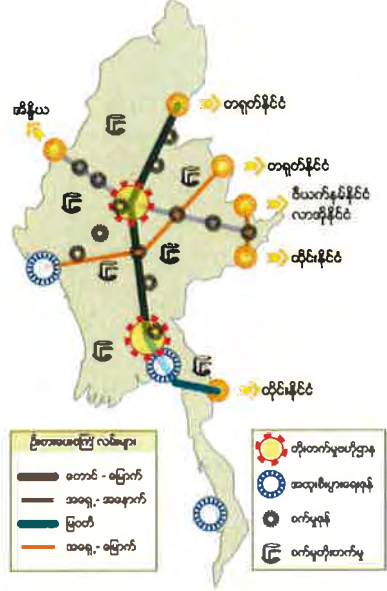 တရုတ်နိုင်ငံ
အိန္ဒိယ
တရုတ်နိုင်ငံ
ဗီယက်နမ်နိုင်ငံ
လာအိုနိုင်ငံ
ထိုင်းနိုင်ငံ
ထိုင်းနိုင်ငံ
ဦးစားပေးစင်္ကြံ လမ်းများ
တောင် - မြောက်
အရှေ့ - အနောက်
မြဝတီ
အရှေ့ - မြောက်
တိုးတက်မှုဗဟိုဌာန
အထူးစီးပွားရေးဇုန်
စက်မှုဇုန်
စက်မှုတိုးတက်မှု